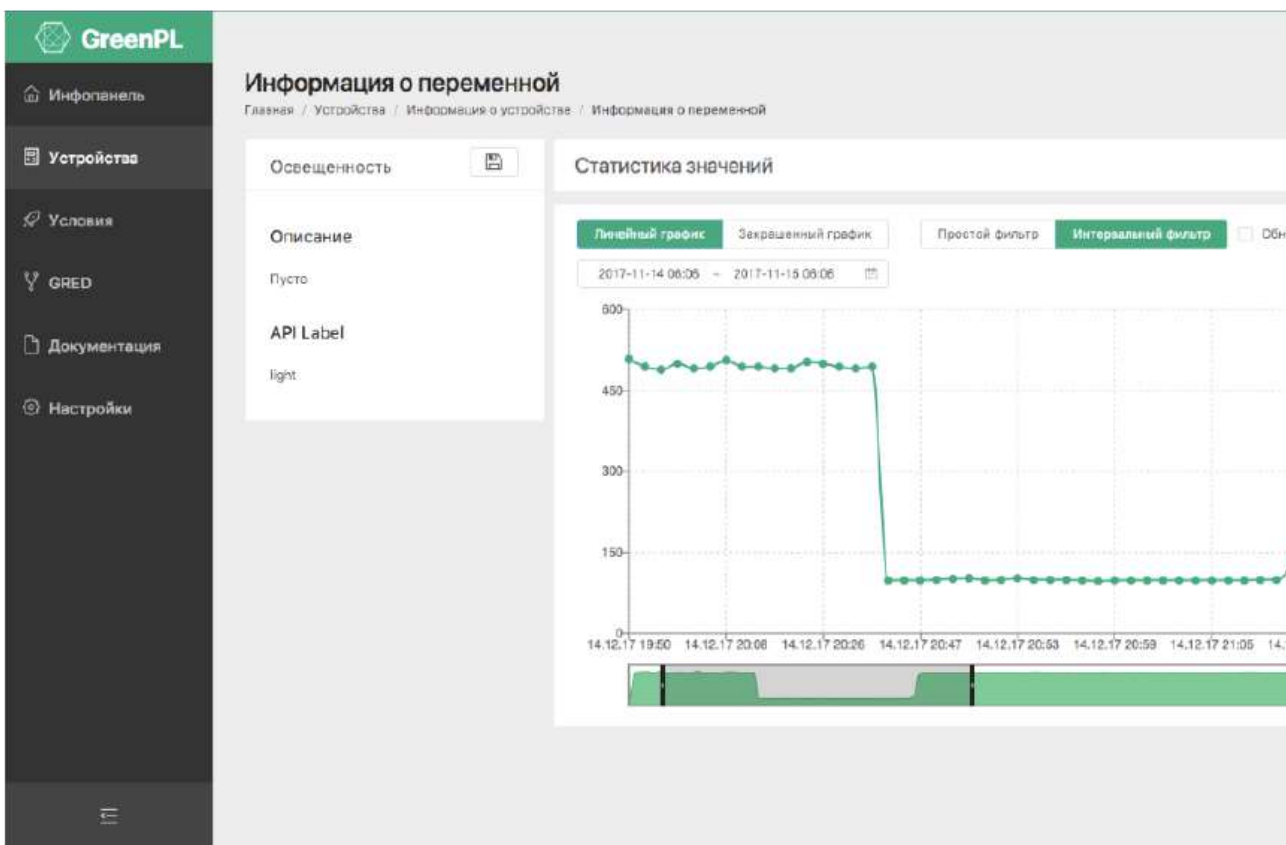 GreenPL
Инфопанель
Устройства
Условия
GRED
Документация
Настройки
Информация о переменной
Главная / Устройства / Информация о устройстве / Информация о переменной
Освещенность
Описание
Пусто
API Label
light
Статистика значений
Линейный график
Закрашенный график
Простой фильтр
Интервальный фильтр
Обн
2017-11-14 06:06 ~ 2017-11-15 06:06
600
450
300
150
0
14.12.17 19:50 14.12.17 20:08 14.12.17 20:26 14.12.17 20:47 14.12.17 20:53 14.12.17 20:59 14.12.17 21:05 14.